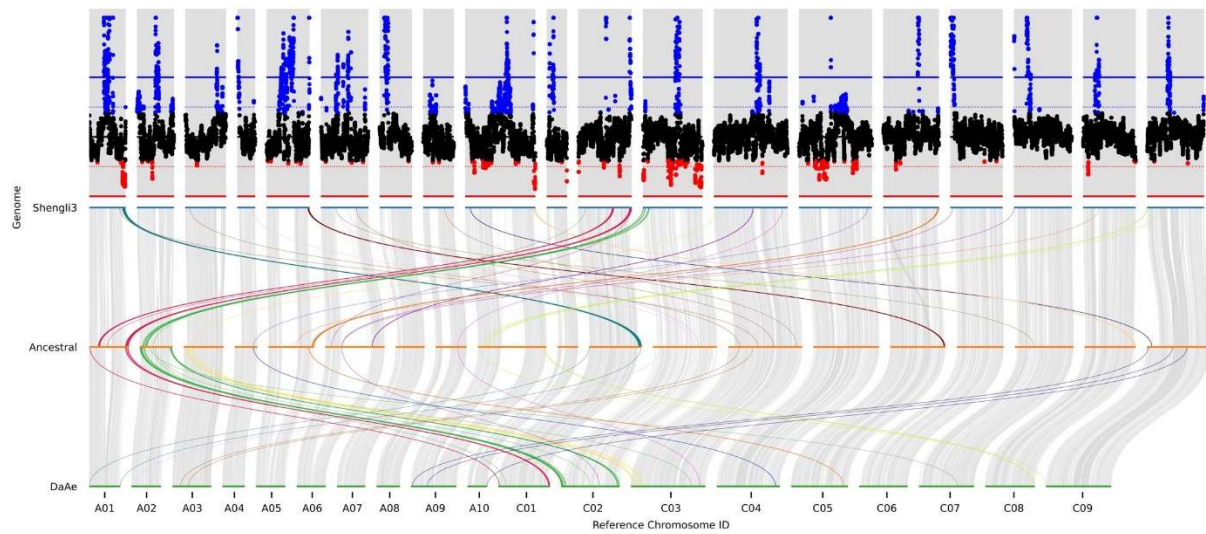 Genome
Shengli3
Ancestral
DaAe
A01 A02 A03 A04 A05 A06 A07 A08 A09 A10 C01 C02 C03 C04 C05 C06 C07 C08 C09
Reference Chromosome ID